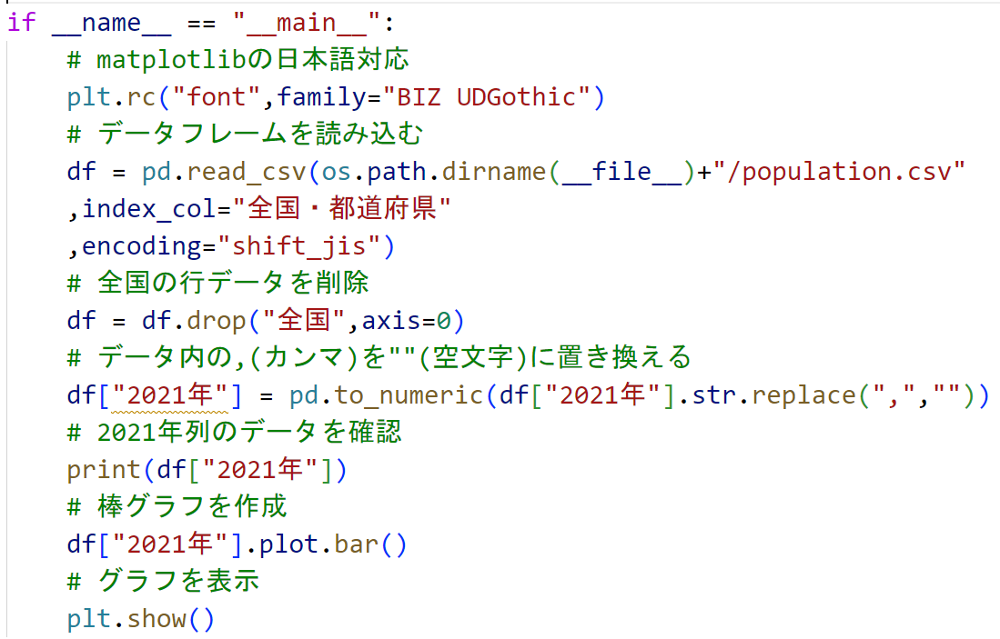 if __name__ == "__main__":
    # matplotlibの日本語対応
    plt.rc("font",family="BIZ UDGothic")
    # データフレームを読み込む
    df = pd.read_csv(os.path.dirname(__file__)+"/population.csv"
    ,index_col="全国・都道府県"
    ,encoding="shift_jis")
    # 全国の行データを削除
    df = df.drop("全国",axis=0)
    # データ内の,(カンマ)を""(空文字)に置き換える
    df["2021年"] = pd.to_numeric(df["2021年"].str.replace(",",""))
    # 2021年列のデータを確認
    print(df["2021年"])
    # 棒グラフを作成
    df["2021年"].plot.bar()
    # グラフを表示
    plt.show()